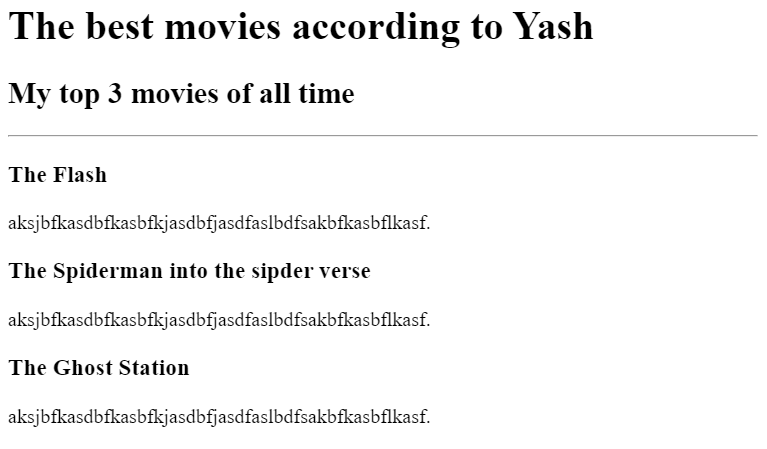 The best movies according to Yash
My top 3 movies of all time
The Flash
aksjbfkasdbfkasbfkjasdbfjasdfaslbdfsakbfkasbflkasf.
The Spiderman into the sipder verse
aksjbfkasdbfkasbfkjasdbfjasdfaslbdfsakbfkasbflkasf.
The Ghost Station
aksjbfkasdbfkasbfkjasdbfjasdfaslbdfsakbfkasbflkasf.